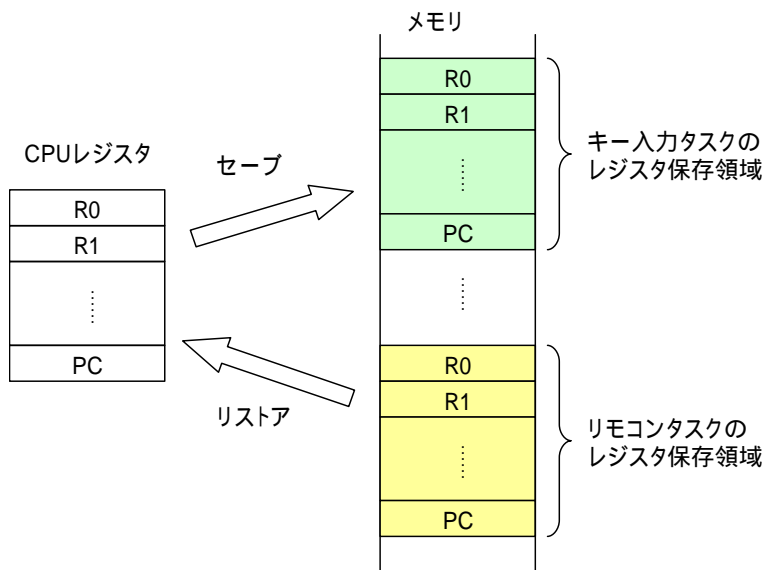 メモリ
R0
R1
キー入力タスクの
レジスタ保存領域
CPUレジスタ
セーブ
R0
R1
PC
PC
リストア
R0
R1
リモコンタスクの
レジスタ保存領域
PC